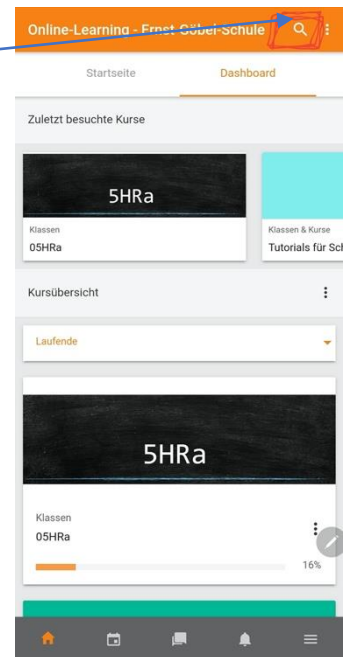 Online-Learning - Ernst-Göbel-Schule
Startseite
Dashboard
Zuletzt besuchte Kurse
5HRa
Klassen
05HRa
Klassen & Kurse
Tutorials für Sch
Kursübersicht
Laufende
5HRa
Klassen
05HRa
16%